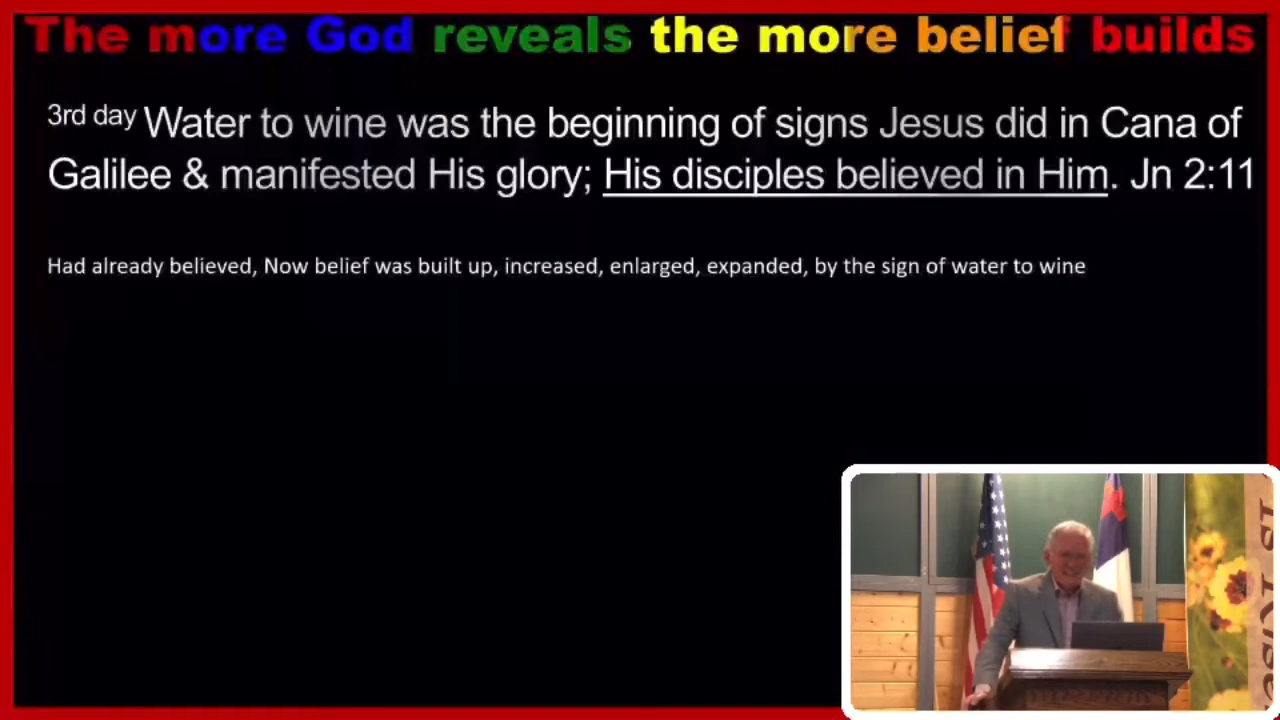 The more God reveals the more belief builds
3rd day Water to wine was the beginning of signs Jesus did in Cana of
Galilee & manifested His glory; His disciples believed in Him. Jn 2:11
Had already believed, Now belief was built up, increased, enlarged, expanded, by the sign of water to wine